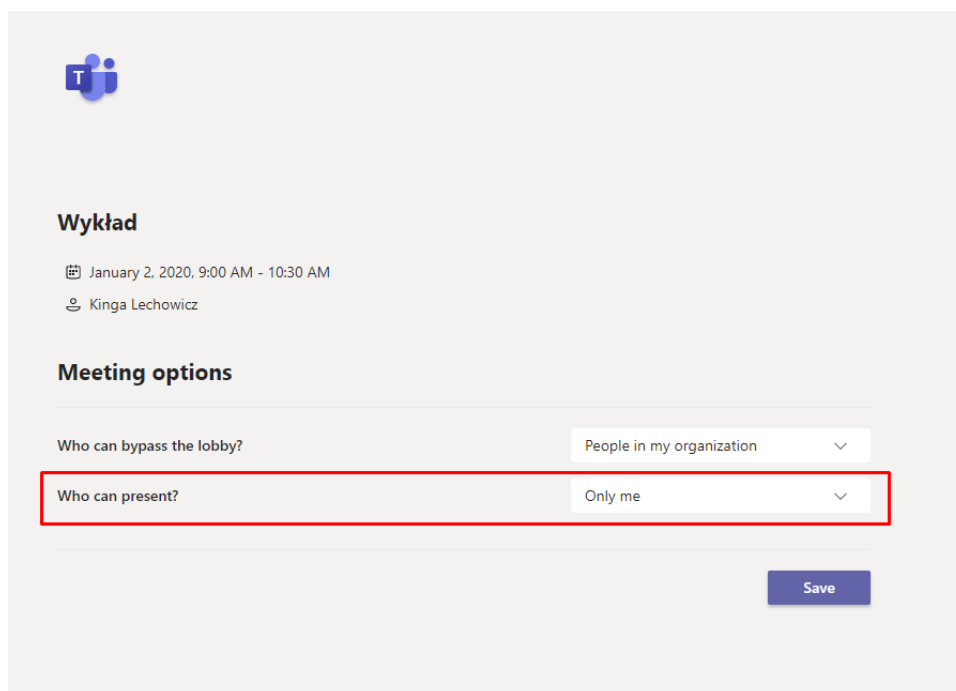 T
Wykład
January 2, 2020, 9:00 AM - 10:30 AM
Kinga Lechowicz
Meeting options
Who can bypass the lobby? People in my organization
Who can present? Only me
Save